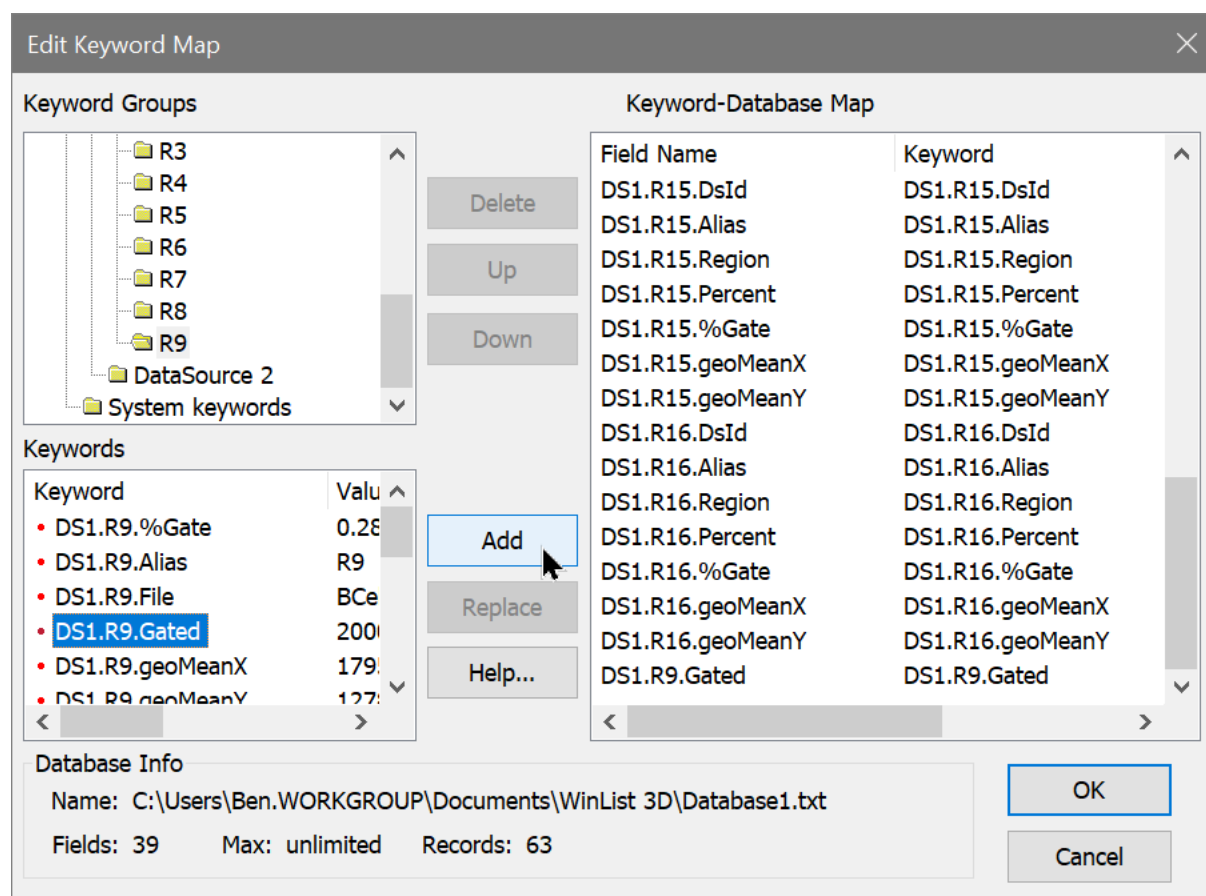 Edit Keyword Map
Keyword Groups
R3
R4
R5
R6
R7
R8
R9
DataSource 2
System keywords
Keywords
Keyword Valu
DS1.R9.%Gate 0.28
DS1.R9.Alias R9
DS1.R9.File BCe
DS1.R9.Gated 200
DS1.R9.geoMeanX 179
DS1.R9.geoMeanY 127
Delete
Up
Down
Add
Replace
Help...
Keyword-Database Map
Field Name Keyword
DS1.R15.DsId DS1.R15.DsId
DS1.R15.Alias DS1.R15.Alias
DS1.R15.Region DS1.R15.Region
DS1.R15.Percent DS1.R15.Percent
DS1.R15.%Gate DS1.R15.%Gate
DS1.R15.geoMeanX DS1.R15.geoMeanX
DS1.R15.geoMeanY DS1.R15.geoMeanY
DS1.R16.DsId DS1.R16.DsId
DS1.R16.Alias DS1.R16.Alias
DS1.R16.Region DS1.R16.Region
DS1.R16.Percent DS1.R16.Percent
DS1.R16.%Gate DS1.R16.%Gate
DS1.R16.geoMeanX DS1.R16.geoMeanX
DS1.R16.geoMeanY DS1.R16.geoMeanY
DS1.R9.Gated DS1.R9.Gated
Database Info
Name: C:\Users\Ben.WORKGROUP\Documents\WinList 3D\Database1.txt
Fields: 39 Max: unlimited Records: 63
OK
Cancel